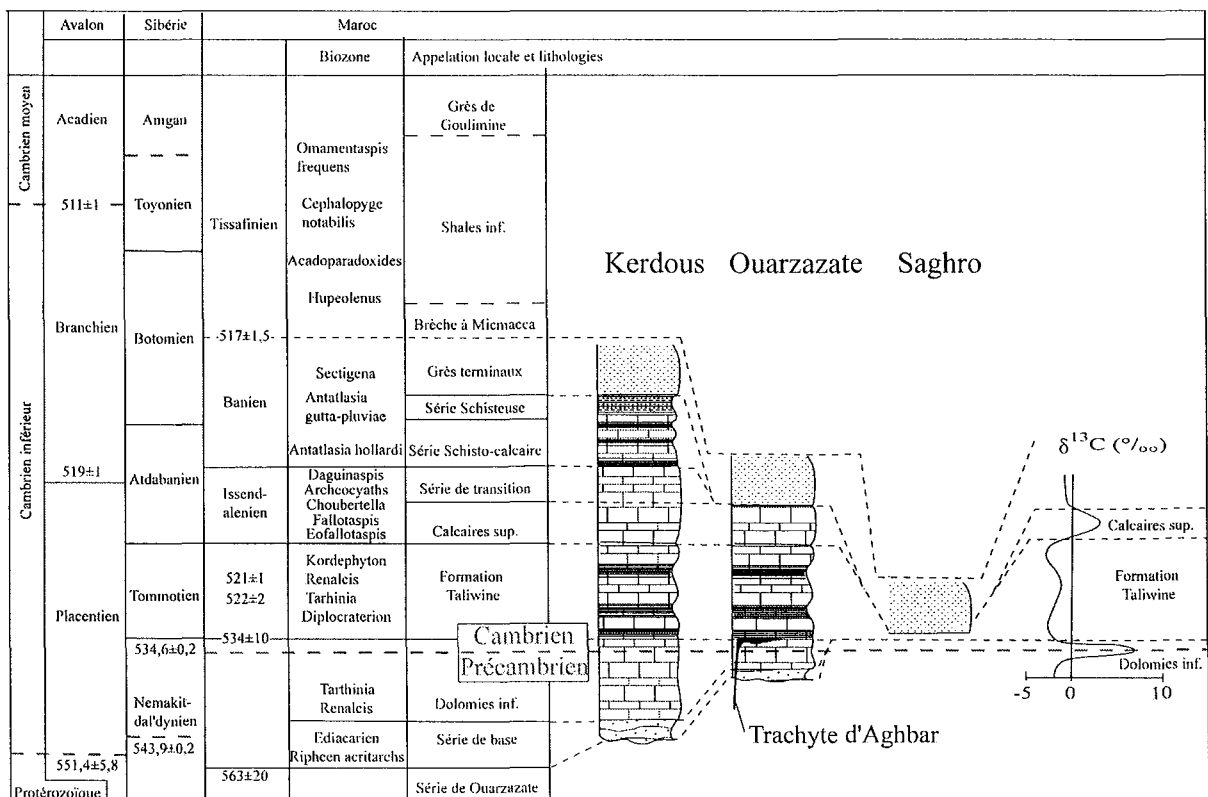 Avalon
Sibérie
Maroc
Biozone
Appelation locale et lithologies
Cambrien moyen
Cambrien inférieur
Acadien
511±1
Branchien
519±1
Placentien
551,4±5,8
Protérozoïque
Amgan
Toyonien
Botomien
Atdabanien
Tommotien
534,6±0,2
Nemakit-
dal'dynien
543,9±0,2
Tissafinien
-517±1,5-
Banien
Issend-
alenien
521±1
522±2
534±10
563±20
Ornamentaspis
frequens
Cephalopyge
notabilis
Acadoparadoxides
Hupeolenus
Sectigena
Antatlasia
gutta-pluviae
Antatlasia hollardi
Daguinaspis
Archeocyaths
Choubertella
Fallotaspis
Eofallotaspis
Kordephyton
Renalcis
Tarhinia
Diplocraterion
Tarthinia
Renalcis
Ediacarien
Ripheen acritarchs
Grès de
Goulimine
Shales inf.
Brèche à Micmacca
Grès terminaux
Série Schisteuse
Série Schisto-calcaire
Série de transition
Calcaires sup.
Formation
Taliwine
Dolomies inf.
Série de base
Série de Ouarzazate
Kerdous
Ouarzazate
Saghro
Cambrien
Précambrien
Trachyte d'Aghbar
δ¹³C (°/₀₀)
Calcaires sup.
Formation
Taliwine
Dolomies inf.
-5 0 10